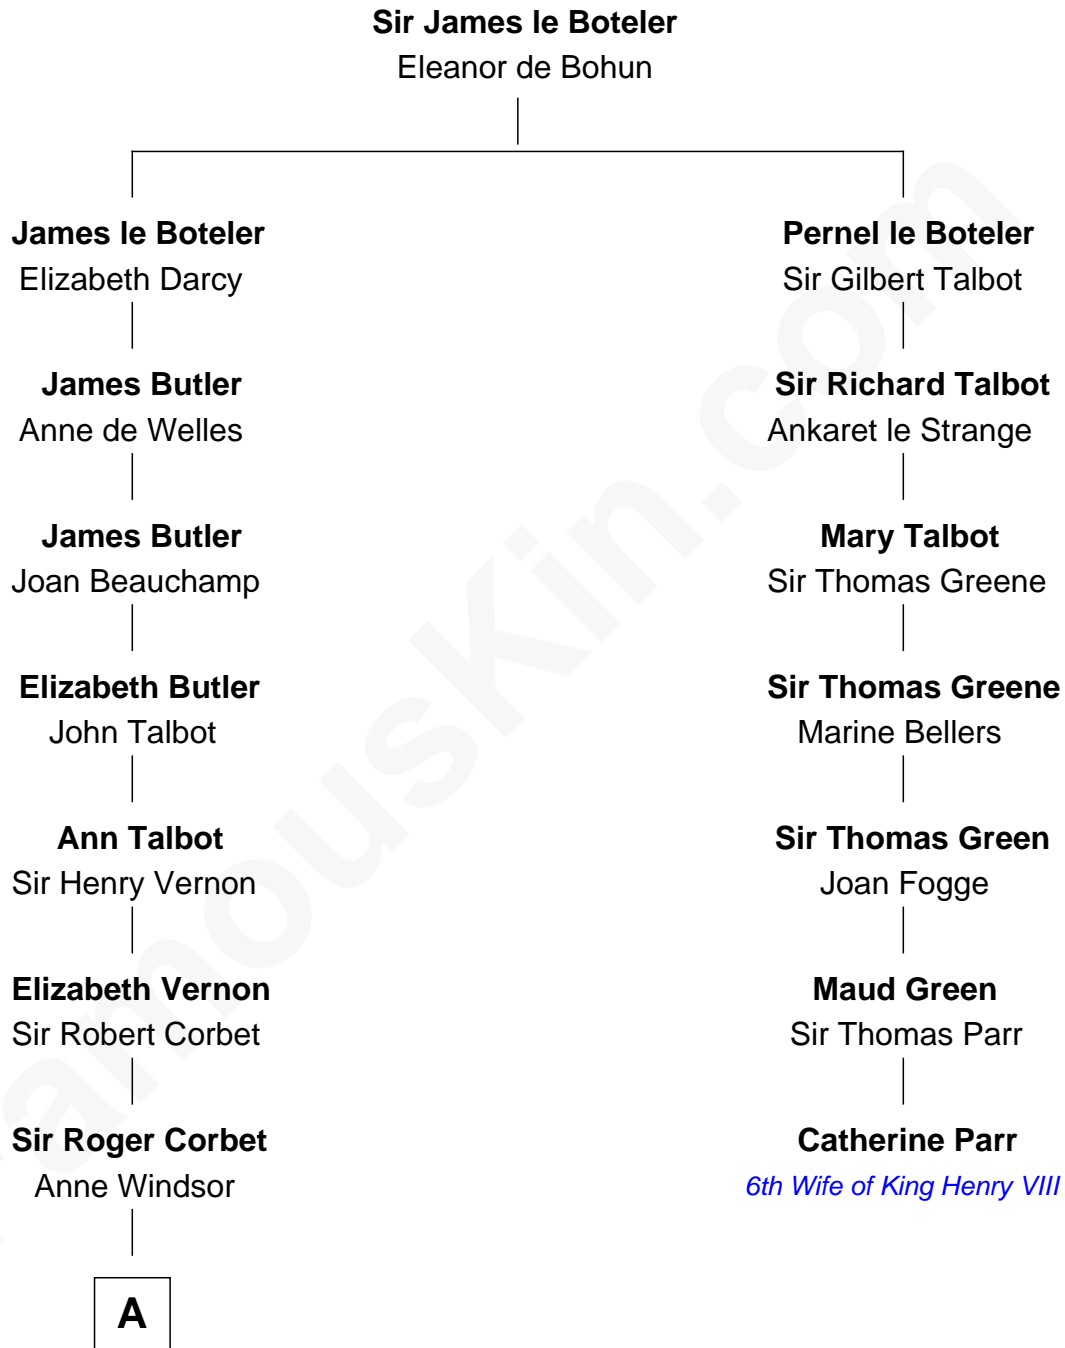 Sir James le Boteler
Eleanor de Bohun
James le Boteler
Elizabeth Darcy
James Butler
Anne de Welles
James Butler
Joan Beauchamp
Elizabeth Butler
John Talbot
Ann Talbot
Sir Henry Vernon
Elizabeth Vernon
Sir Robert Corbet
Sir Roger Corbet
Anne Windsor
A
Pernel le Boteler
Sir Gilbert Talbot
Sir Richard Talbot
Ankaret le Strange
Mary Talbot
Sir Thomas Greene
Sir Thomas Greene
Marine Bellers
Sir Thomas Green
Joan Fogge
Maud Green
Sir Thomas Parr
Catherine Parr
6th Wife of King Henry VIII
FamousKin.com